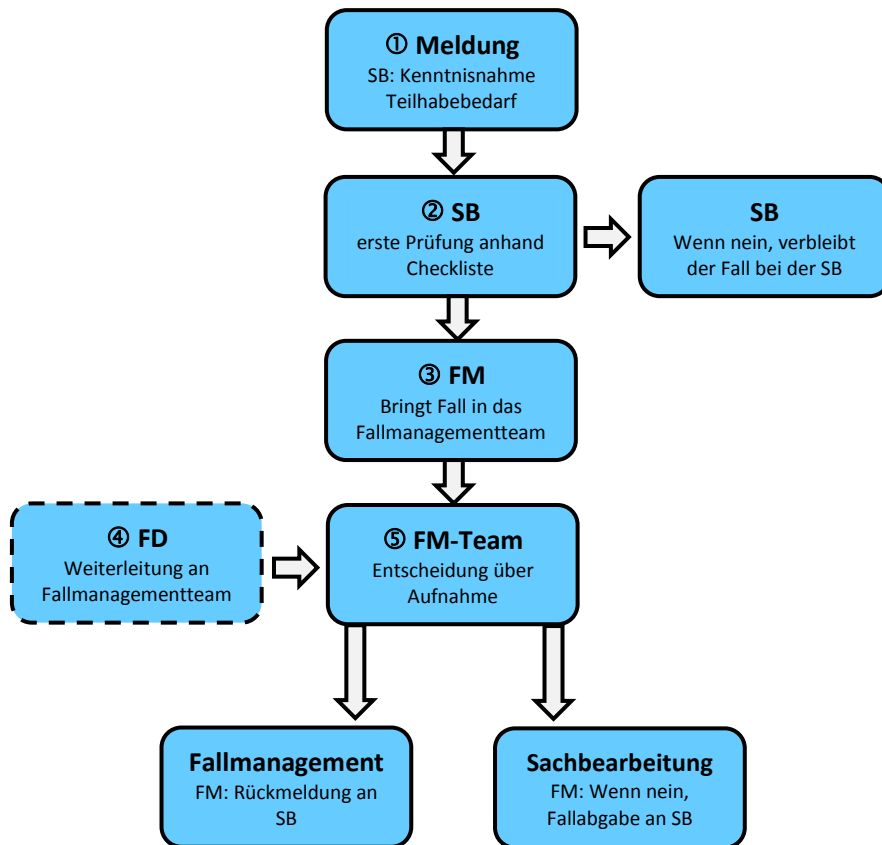 ① Meldung
SB: Kenntnisnahme
Teilhabebedarf
② SB
erste Prüfung anhand
Checkliste
SB
Wenn nein, verbleibt
der Fall bei der SB
③ FM
Bringt Fall in das
Fallmanagementteam
④ FD
Weiterleitung an
Fallmanagementteam
⑤ FM-Team
Entscheidung über
Aufnahme
Fallmanagement
FM: Rückmeldung an
SB
Sachbearbeitung
FM: Wenn nein,
Fallabgabe an SB